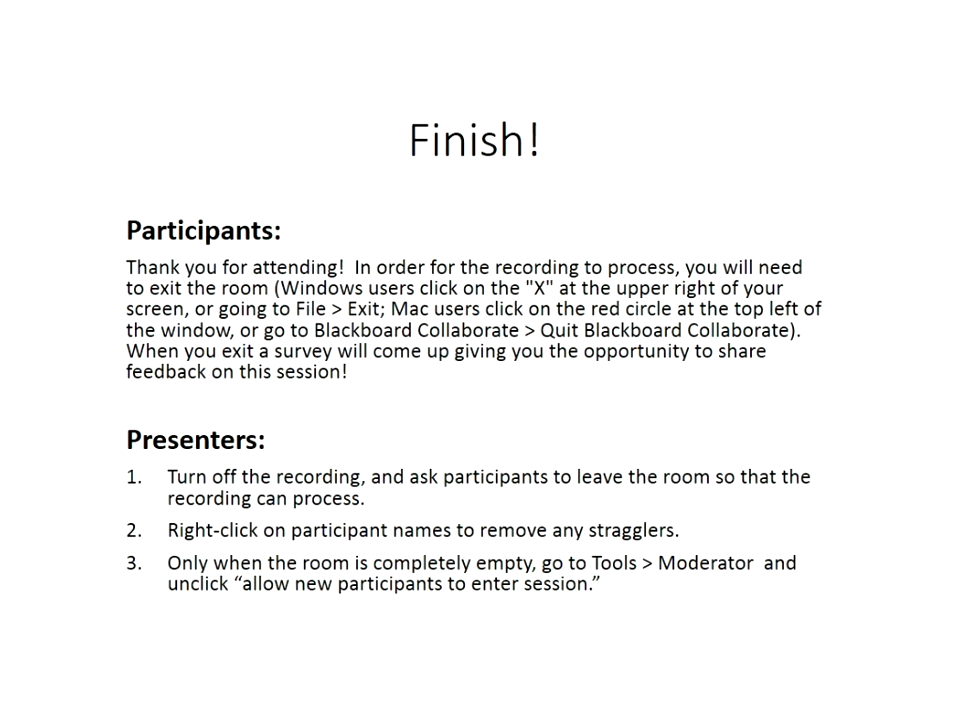 Finish!
Participants:
Thank you for attending!  In order for the recording to process, you will need
to exit the room (Windows users click on the "X" at the upper right of your
screen, or going to File > Exit; Mac users click on the red circle at the top left of
the window, or go to Blackboard Collaborate > Quit Blackboard Collaborate).
When you exit a survey will come up giving you the opportunity to share
feedback on this session!
Presenters:
1. Turn off the recording, and ask participants to leave the room so that the
recording can process.
2. Right-click on participant names to remove any stragglers.
3. Only when the room is completely empty, go to Tools > Moderator  and
unclick “allow new participants to enter session.”